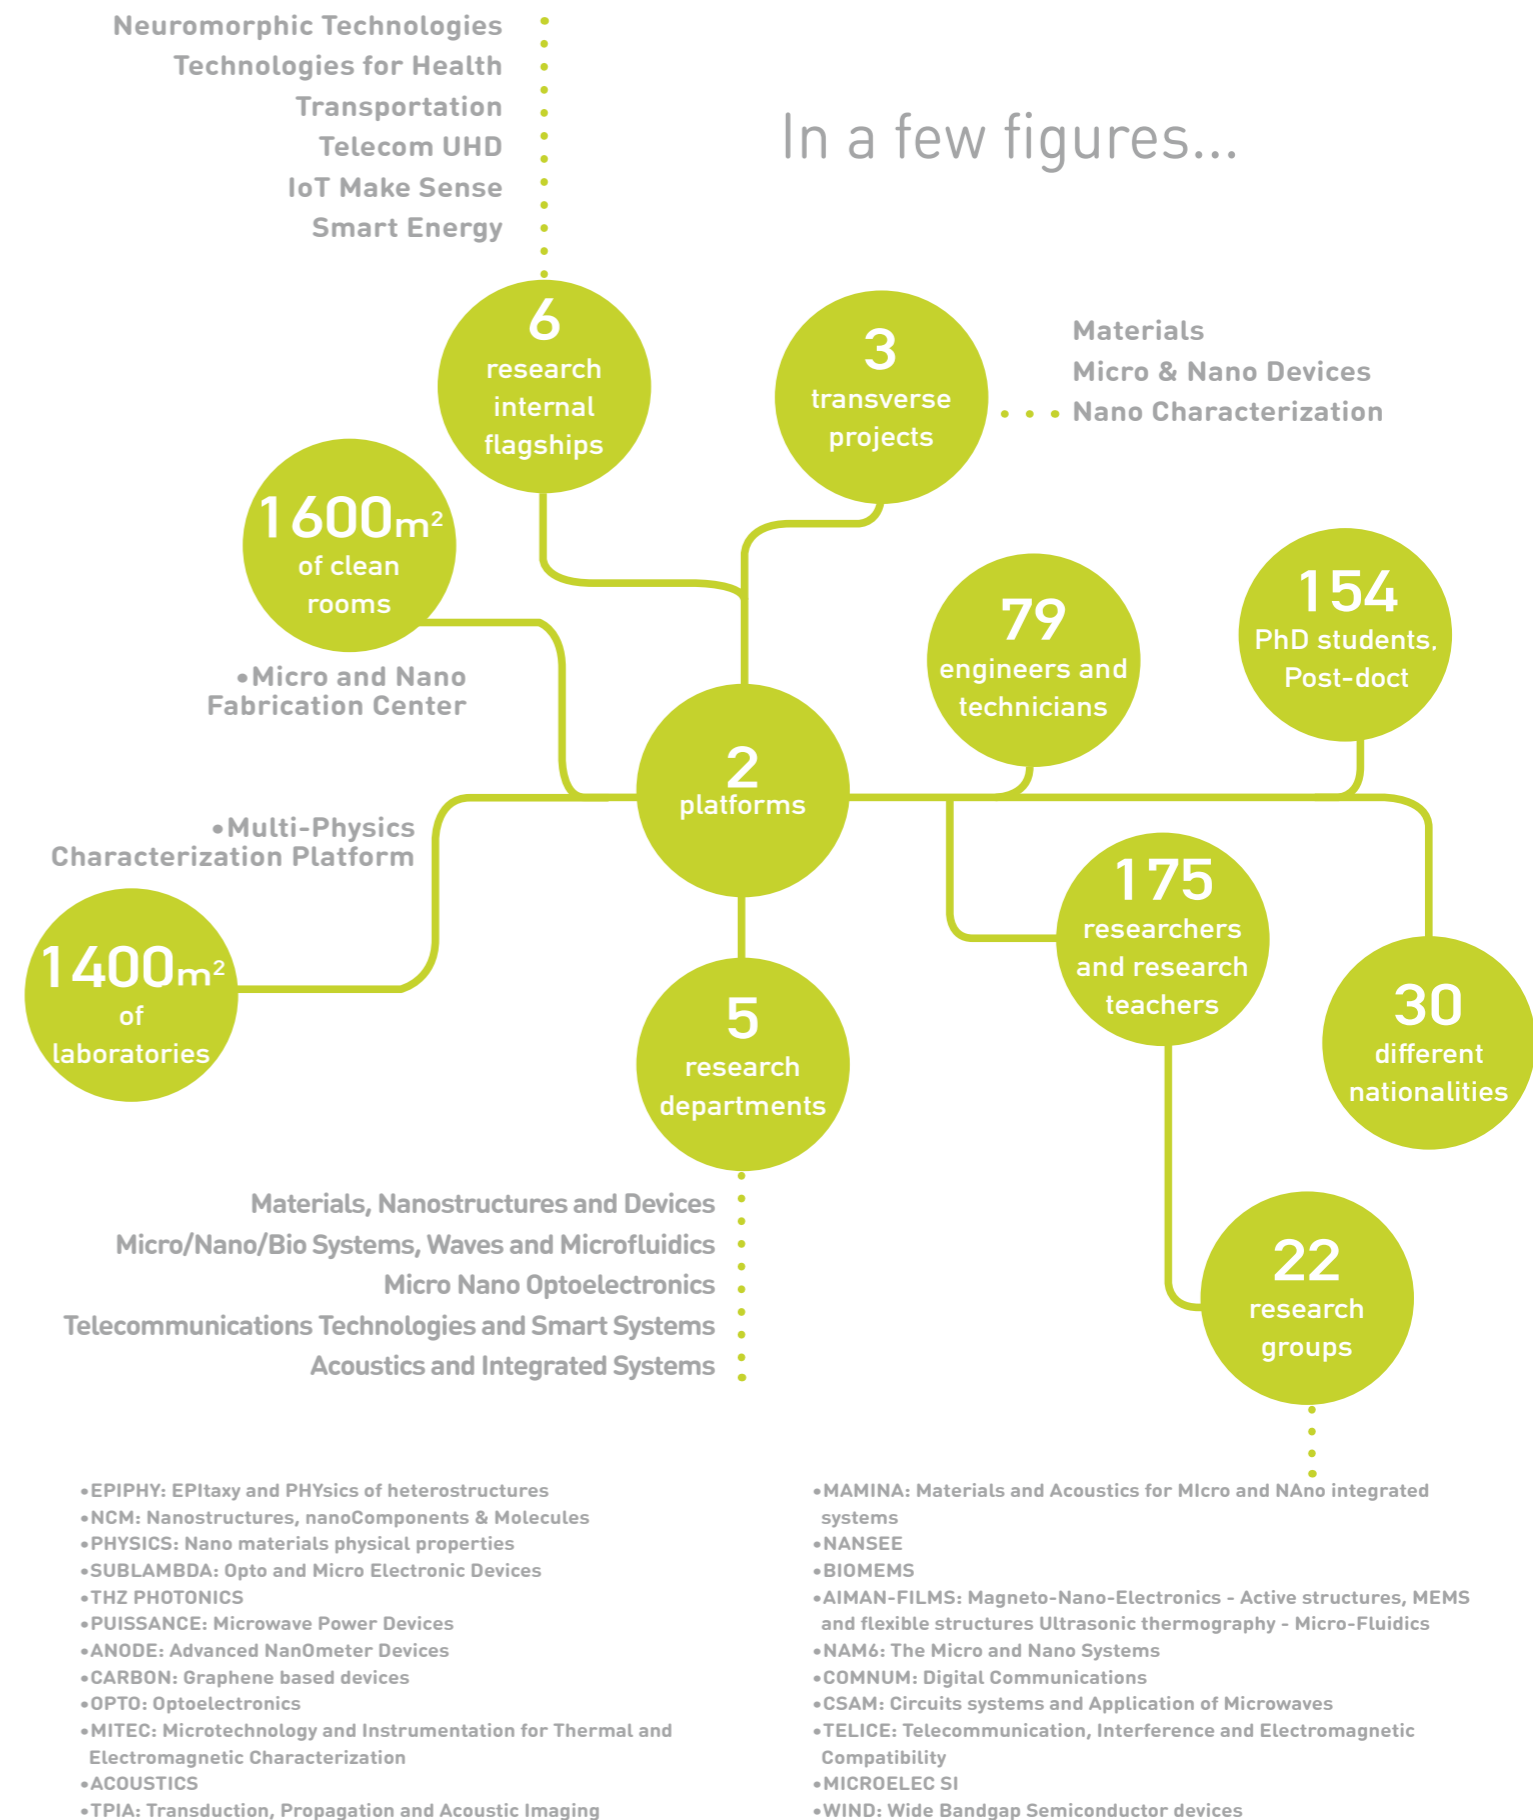 Neuromorphic Technologies
Technologies for Health
Transportation
Telecom UHD
IoT Make Sense
Smart Energy
In a few figures...
6
research
internal
flagships
3
transverse
projects
Materials
Micro & Nano Devices
Nano Characterization
1600m²
of clean
rooms
•Micro and Nano
Fabrication Center
79
engineers and
technicians
154
PhD students,
Post-doct
2
platforms
•Multi-Physics
Characterization Platform
1400m²
of
laboratories
175
researchers
and research
teachers
30
different
nationalities
5
research
departments
Materials, Nanostructures and Devices
Micro/Nano/Bio Systems, Waves and Microfluidics
Micro Nano Optoelectronics
Telecommunications Technologies and Smart Systems
Acoustics and Integrated Systems
22
research
groups
•EPIPHY: EPItaxy and PHYsics of heterostructures
•NCM: Nanostructures, nanoComponents & Molecules
•PHYSICS: Nano materials physical properties
•SUBLAMBDA: Opto and Micro Electronic Devices
•THZ PHOTONICS
•PUISSANCE: Microwave Power Devices
•ANODE: Advanced NanOmeter Devices
•CARBON: Graphene based devices
•OPTO: Optoelectronics
•MITEC: Microtechnology and Instrumentation for Thermal and
Electromagnetic Characterization
•ACOUSTICS
•TPIA: Transduction, Propagation and Acoustic Imaging
•MAMINA: Materials and Acoustics for MIcro and NAno integrated
systems
•NANSEE
•BIOMEMS
•AIMAN-FILMS: Magneto-Nano-Electronics - Active structures, MEMS
and flexible structures Ultrasonic thermography - Micro-Fluidics
•NAM6: The Micro and Nano Systems
•COMNUM: Digital Communications
•CSAM: Circuits systems and Application of Microwaves
•TELICE: Telecommunication, Interference and Electromagnetic
Compatibility
•MICROELEC SI
•WIND: Wide Bandgap Semiconductor devices